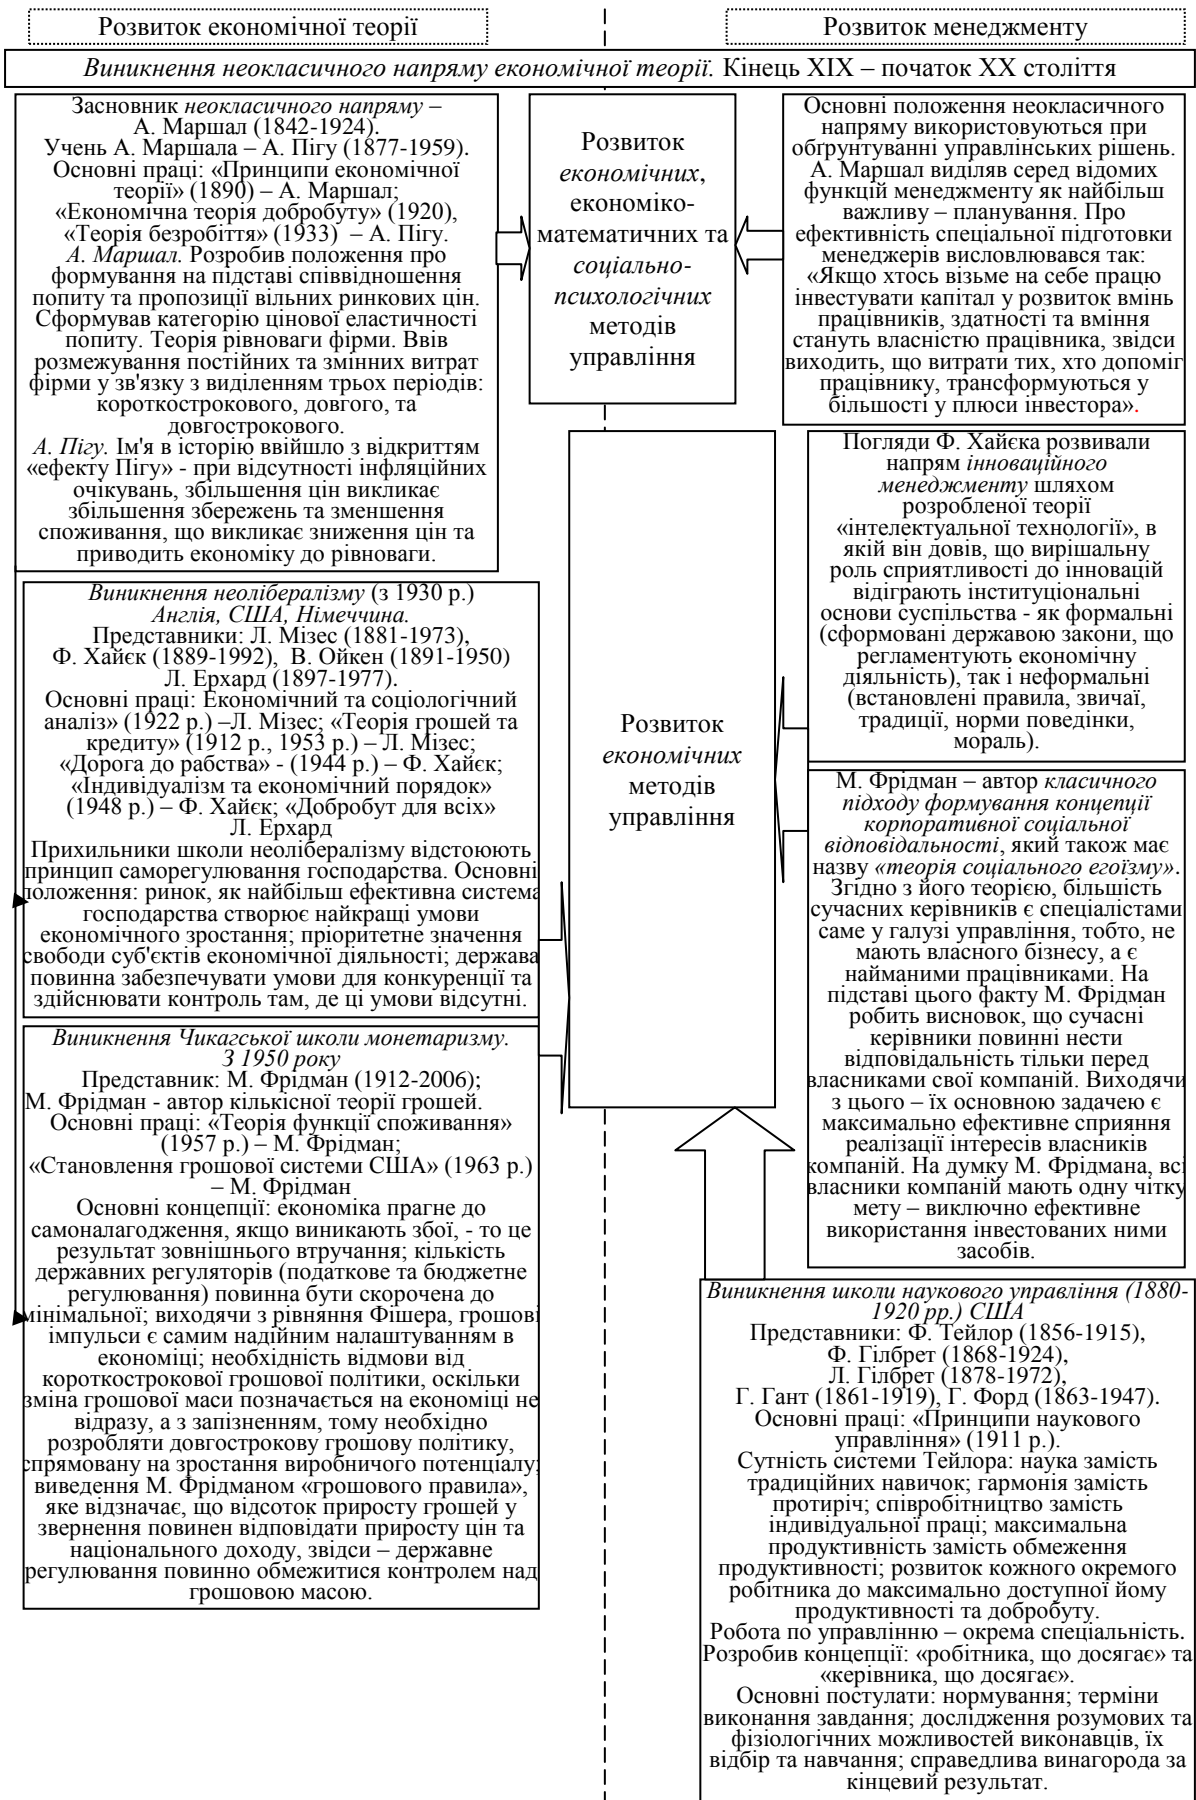 Розвиток економічної теорії
Розвиток менеджменту
Виникнення неокласичного напряму економічної теорії. Кінець XIX – початок XX століття
Засновник неокласичного напряму –
А. Маршал (1842-1924).
Учень А. Маршала – А. Пігу (1877-1959).
Основні праці: «Принципи економічної
теорії» (1890) – А. Маршал;
«Економічна теорія добробуту» (1920),
«Теорія безробіття» (1933) – А. Пігу.
А. Маршал. Розробив положення про
формування на підставі співвідношення
попиту та пропозиції вільних ринкових цін.
Сформував категорію цінової еластичності
попиту. Теорія рівноваги фірми. Ввів
розмежування постійних та змінних витрат
фірми у зв'язку з виділенням трьох періодів:
короткострокового, довгого, та
довгострокового.
А. Пігу. Ім'я в історію ввійшло з відкриттям
«ефекту Пігу» - при відсутності інфляційних
очікувань, збільшення цін викликає
збільшення збережень та зменшення
споживання, що викликає зниження цін та
приводить економіку до рівноваги.
Розвиток
економічних,
економіко-
математичних та
соціально-
психологічних
методів
управління
Основні положення неокласичного
напряму використовуються при
обґрунтуванні управлінських рішень.
А. Маршал виділяв серед відомих
функцій менеджменту як найбільш
важливу – планування. Про
ефективність спеціальної підготовки
менеджерів висловлювався так:
«Якщо хтось візьме на себе працю
інвестувати капітал у розвиток вмінь
працівників, здатності та вміння
стануть власністю працівника, звідси
виходить, що витрати тих, хто допоміг
працівнику, трансформуються у
більшості у плюси інвестора».
Виникнення неолібералізму (з 1930 р.)
Англія, США, Німеччина.
Представники: Л. Мізес (1881-1973),
Ф. Хайєк (1889-1992), В. Ойкен (1891-1950)
Л. Ерхард (1897-1977).
Основні праці: Економічний та соціологічний
аналіз» (1922 р.) –Л. Мізес; «Теорія грошей та
кредиту» (1912 р., 1953 р.) – Л. Мізес;
«Дорога до рабства» - (1944 р.) – Ф. Хайєк;
«Індивідуалізм та економічний порядок»
(1948 р.) – Ф. Хайєк; «Добробут для всіх»
Л. Ерхард
Прихильники школи неолібералізму відстоюють
принцип саморегулювання господарства. Основні
положення: ринок, як найбільш ефективна система
господарства створює найкращі умови
економічного зростання; пріоритетне значення
свободи суб'єктів економічної діяльності; держава
повинна забезпечувати умови для конкуренції та
здійснювати контроль там, де ці умови відсутні.
Виникнення Чикагської школи монетаризму.
З 1950 року
Представник: М. Фрідман (1912-2006);
М. Фрідман - автор кількісної теорії грошей.
Основні праці: «Теорія функції споживання»
(1957 р.) – М. Фрідман;
«Становлення грошової системи США» (1963 р.)
– М. Фрідман
Основні концепції: економіка прагне до
самоналагодження, якщо виникають збої, - то це
результат зовнішнього втручання; кількість
державних регуляторів (податкове та бюджетне
регулювання) повинна бути скорочена до
мінімальної; виходячи з рівняння Фішера, грошові
імпульси є самим надійним налаштуванням в
економіці; необхідність відмови від
короткострокової грошової політики, оскільки
зміна грошової маси позначається на економіці не
відразу, а з запізненням, тому необхідно
розробляти довгострокову грошову політику,
спрямовану на зростання виробничого потенціалу;
виведення М. Фрідманом «грошового правила»,
яке відзначає, що відсоток приросту грошей у
звернення повинен відповідати приросту цін та
національного доходу, звідси – державне
регулювання повинно обмежитися контролем над
грошовою масою.
Розвиток
економічних
методів
управління
Погляди Ф. Хайєка розвивали
напрям інноваційного
менеджменту шляхом
розробленої теорії
«інтелектуальної технології», в
якій він довів, що вирішальну
роль сприятливості до інновацій
відіграють інституціональні
основи суспільства - як формальні
(сформовані державою закони, що
регламентують економічну
діяльність), так і неформальні
(встановлені правила, звичаї,
традиції, норми поведінки,
мораль).
М. Фрідман – автор класичного
підходу формування концепції
корпоративної соціальної
відповідальності, який також має
назву «теорія соціального егоїзму».
Згідно з його теорією, більшість
сучасних керівників є спеціалістами
саме у галузі управління, тобто, не
мають власного бізнесу, а є
найманими працівниками. На
підставі цього факту М. Фрідман
робить висновок, що сучасні
керівники повинні нести
відповідальність тільки перед
власниками свої компаній. Виходячи
з цього – їх основною задачею є
максимально ефективне сприяння
реалізації інтересів власників
компаній. На думку М. Фрідмана, всі
власники компаній мають одну чітку
мету – виключно ефективне
використання інвестованих ними
засобів.
Виникнення школи наукового управління (1880-
1920 рр.) США
Представники: Ф. Тейлор (1856-1915),
Ф. Гілбрет (1868-1924),
Л. Гілбрет (1878-1972),
Г. Гант (1861-1919), Г. Форд (1863-1947).
Основні праці: «Принципи наукового
управління» (1911 р.).
Сутність системи Тейлора: наука замість
традиційних навичок; гармонія замість
протиріч; співробітництво замість
індивідуальної праці; максимальна
продуктивність замість обмеження
продуктивності; розвиток кожного окремого
робітника до максимально доступної йому
продуктивності та добробуту.
Робота по управлінню – окрема спеціальність.
Розробив концепції: «робітника, що досягає» та
«керівника, що досягає».
Основні постулати: нормування; терміни
виконання завдання; дослідження розумових та
фізіологічних можливостей виконавців, їх
відбір та навчання; справедлива винагорода за
кінцевий результат.